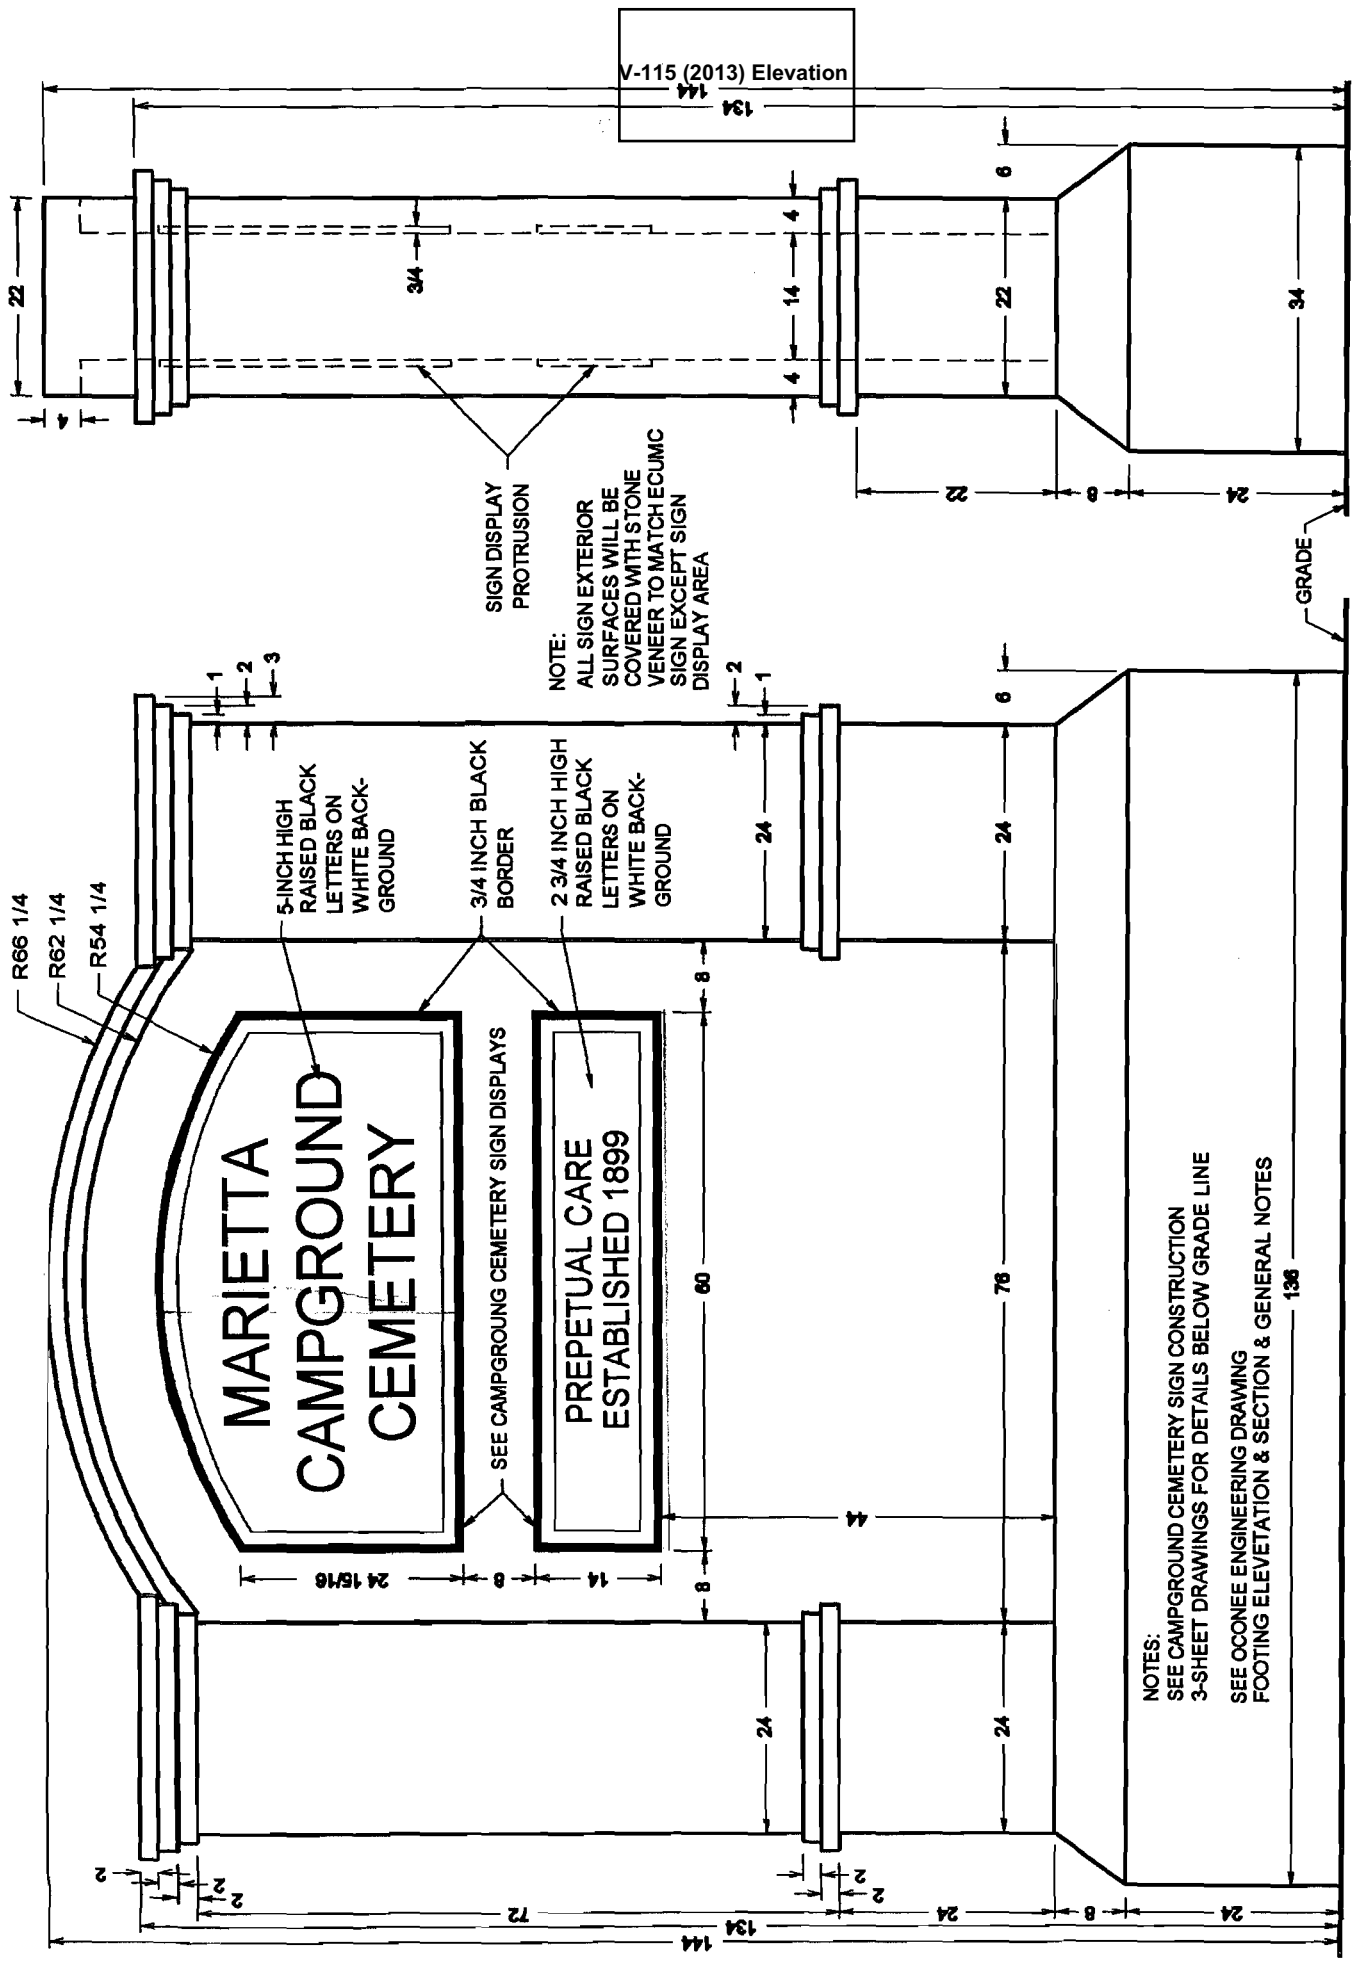 V-115 (2013) Elevation
R66 1/4
R62 1/4
R54 1/4
5-INCH HIGH
RAISED BLACK
LETTERS ON
WHITE BACK-
GROUND
3/4 INCH BLACK
BORDER
2 3/4 INCH HIGH
RAISED BLACK
LETTERS ON
WHITE BACK-
GROUND
MARIETTA
CAMPGROUND
CEMETERY
SEE CAMPGROUNG CEMETERY SIGN DISPLAYS
PREPETUAL CARE
ESTABLISHED 1899
24 15/16
8
14
8
60
8
44
24
24
24
76
24
6
136
1
2
3
2
1
2
2
2
2
2
72
134
144
24
8
24
NOTES:
SEE CAMPGROUND CEMETERY SIGN CONSTRUCTION
3-SHEET DRAWINGS FOR DETAILS BELOW GRADE LINE
SEE OCONEE ENGINEERING DRAWING
FOOTING ELEVETATION & SECTION & GENERAL NOTES
SIGN DISPLAY
PROTRUSION
NOTE:
ALL SIGN EXTERIOR
SURFACES WILL BE
COVERED WITH STONE
VENEER TO MATCH ECUMC
SIGN EXCEPT SIGN
DISPLAY AREA
GRADE
22
4
3/4
4
14
4
22
6
34
22
8
24
134
144